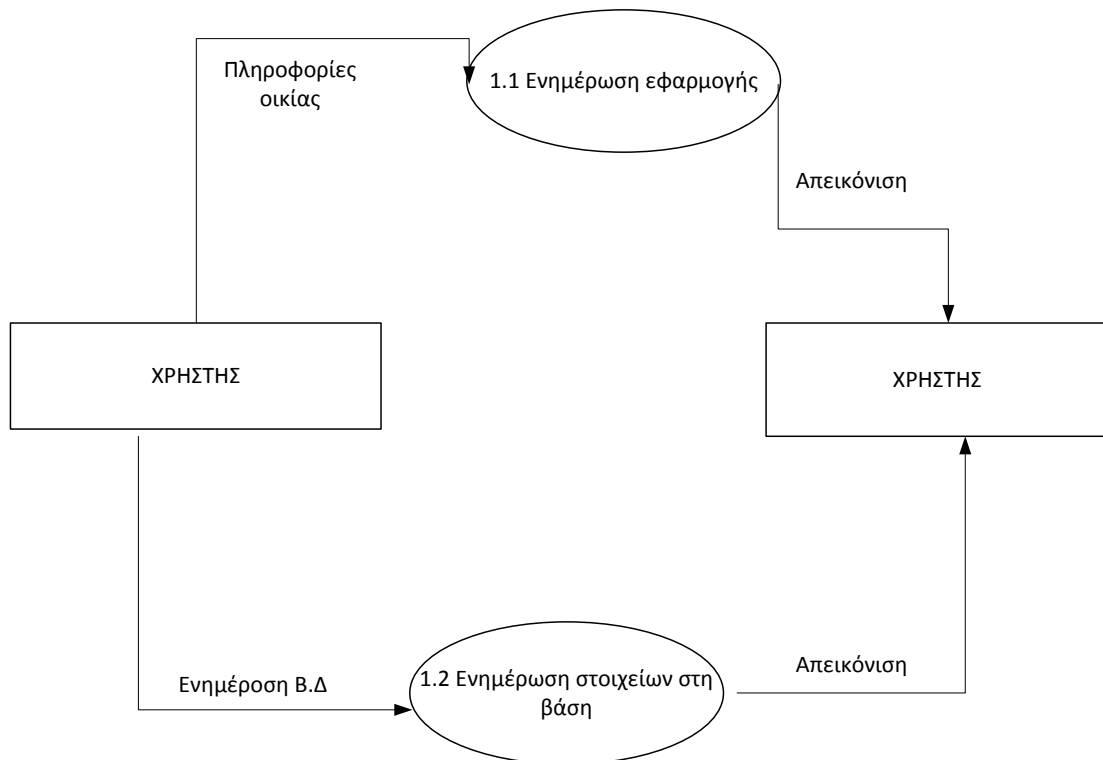 Πληροφορίες
οικίας
1.1 Ενημέρωση εφαρμογής
Απεικόνιση
ΧΡΗΣΤΗΣ
ΧΡΗΣΤΗΣ
Ενημέροση Β.Δ
1.2 Ενημέρωση στοιχείων στη
βάση
Απεικόνιση